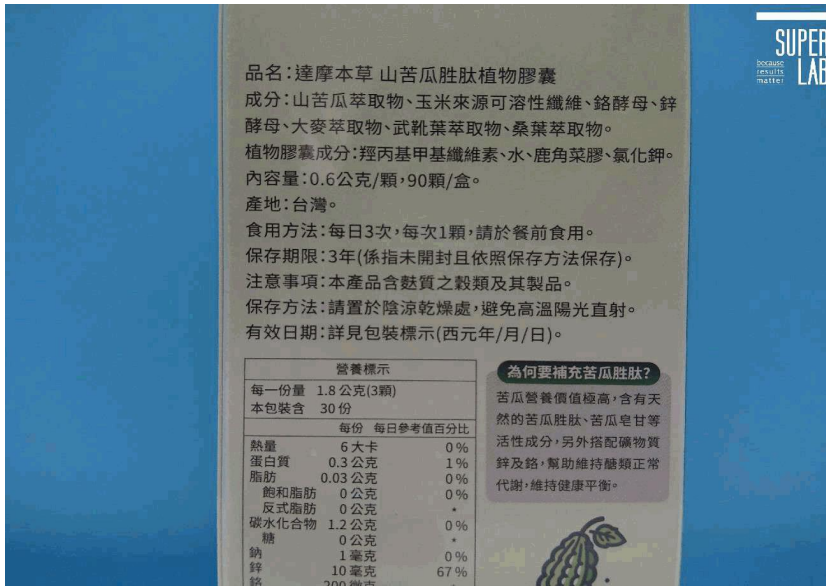 SUPER
LAB
because
results
matter
品名:達摩本草 山苦瓜胜肽植物膠囊
成分:山苦瓜萃取物、玉米來源可溶性纖維、鉻酵母、鋅
酵母、大麥萃取物、武靴葉萃取物、桑葉萃取物。
植物膠囊成分:羥丙基甲基纖維素、水、鹿角菜膠、氯化鉀。
內容量:0.6公克/顆,90顆/盒。
產地:台灣。
食用方法:每日3次,每次1顆,請於餐前食用。
保存期限:3年(係指未開封且依照保存方法保存)。
注意事項:本產品含麩質之穀類及其製品。
保存方法:請置於陰涼乾燥處,避免高溫陽光直射。
有效日期:詳見包裝標示(西元年/月/日)。
營養標示
每一份量 1.8公克(3顆)
本包裝含 30份
每份 每日參考值百分比
熱量 6大卡 0%
蛋白質 0.3公克 1%
脂肪 0.03公克 0%
飽和脂肪 0公克 0%
反式脂肪 0公克 *
碳水化合物 1.2公克 0%
糖 0公克 *
鈉 1毫克 0%
鋅 10毫克 67%
鉻 200微克 *
為何要補充苦瓜胜肽?
苦瓜營養價值極高,含有天
然的苦瓜胜肽、苦瓜皂甘等
活性成分,另外搭配礦物質
鋅及鉻,幫助維持醣類正常
代謝,維持健康平衡。